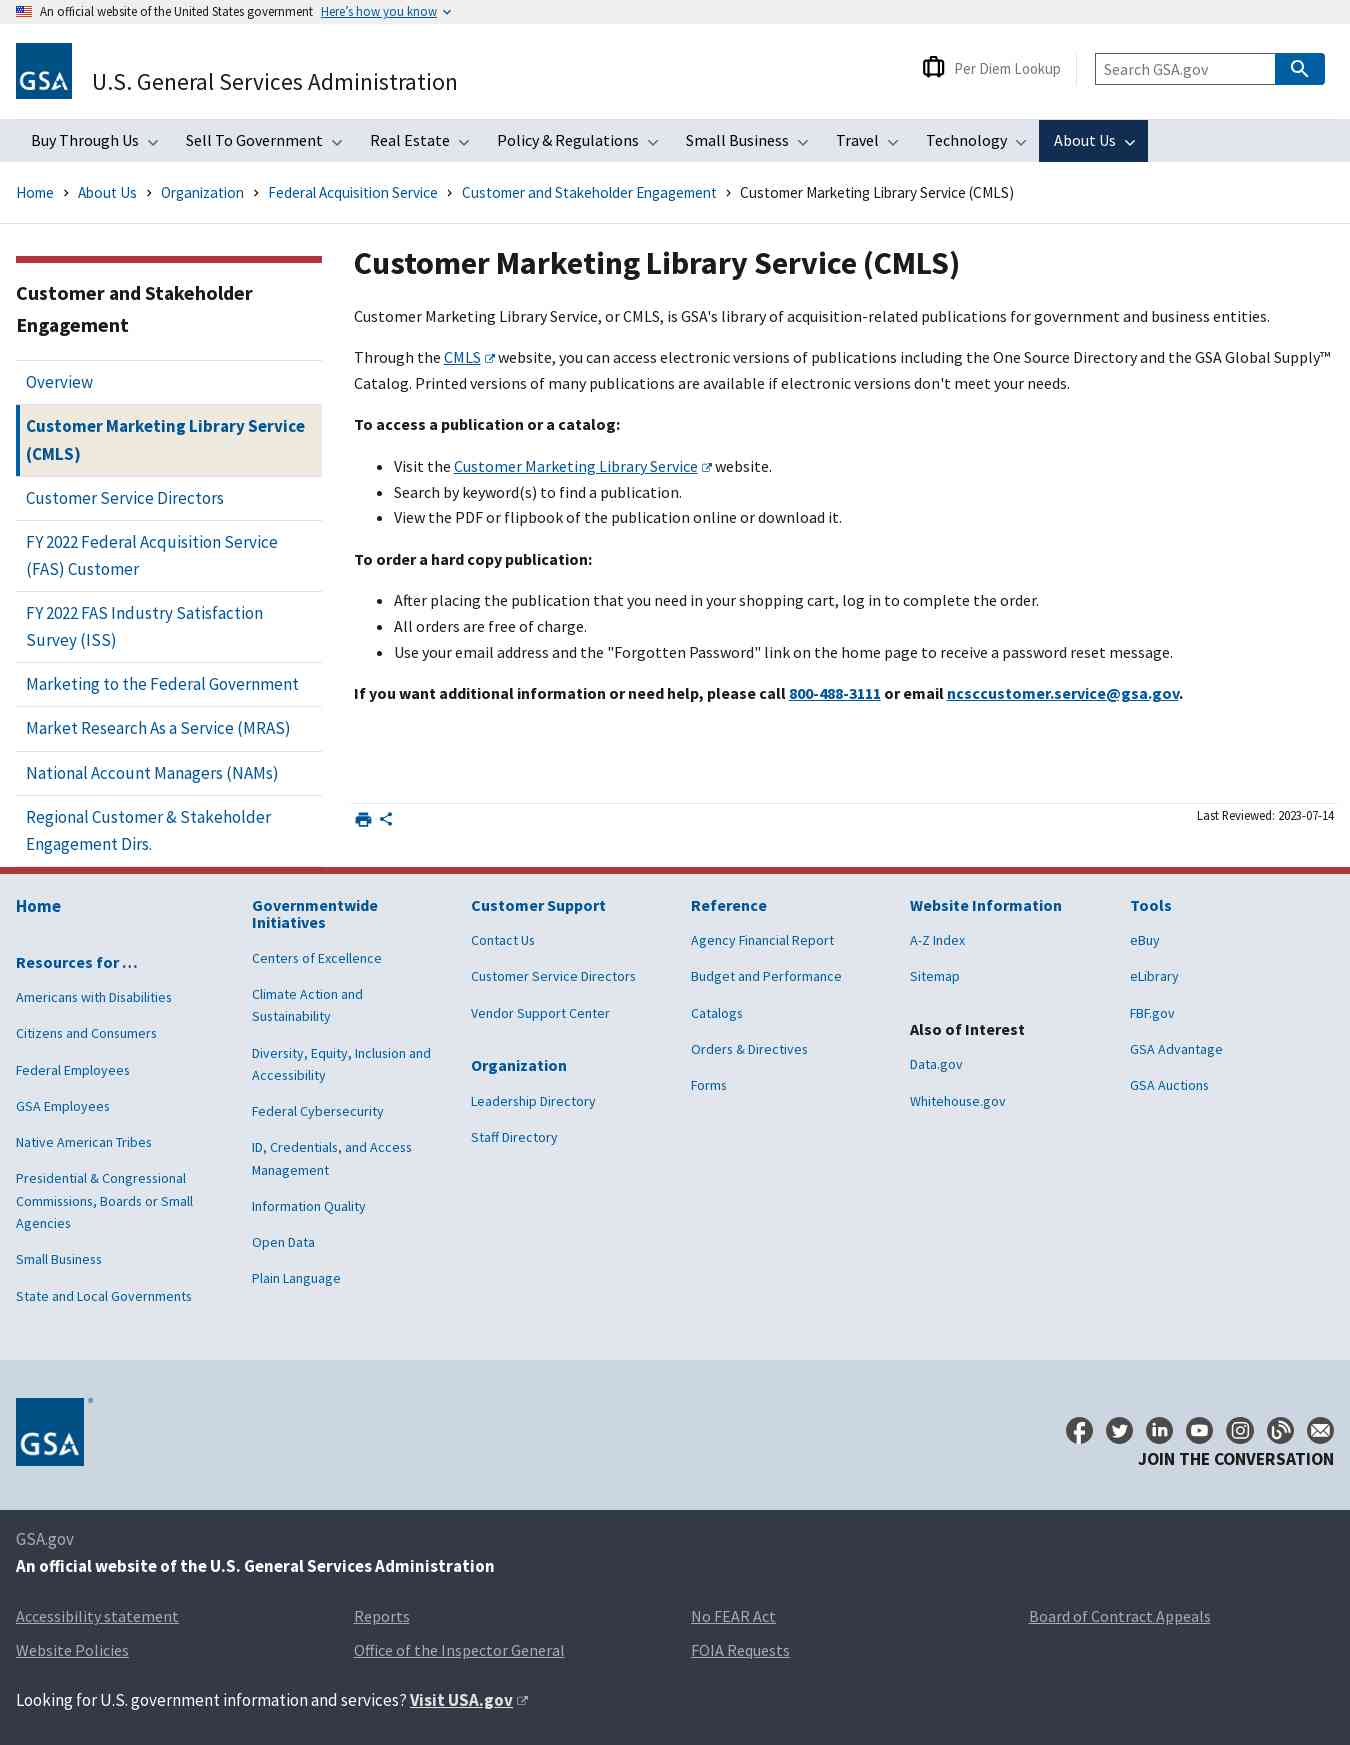 An official website of the United States government Here's how you know
GSA
U.S. General Services Administration
Per Diem Lookup
Search GSA.gov
Buy Through Us
Sell To Government
Real Estate
Policy & Regulations
Small Business
Travel
Technology
About Us
Home > About Us > Organization > Federal Acquisition Service > Customer and Stakeholder Engagement > Customer Marketing Library Service (CMLS)
Customer and Stakeholder
Engagement
Overview
Customer Marketing Library Service
(CMLS)
Customer Service Directors
FY 2022 Federal Acquisition Service
(FAS) Customer
FY 2022 FAS Industry Satisfaction
Survey (ISS)
Marketing to the Federal Government
Market Research As a Service (MRAS)
National Account Managers (NAMs)
Regional Customer & Stakeholder
Engagement Dirs.
Customer Marketing Library Service (CMLS)
Customer Marketing Library Service, or CMLS, is GSA's library of acquisition-related publications for government and business entities.
Through the CMLS website, you can access electronic versions of publications including the One Source Directory and the GSA Global Supply™
Catalog. Printed versions of many publications are available if electronic versions don't meet your needs.
To access a publication or a catalog:
• Visit the Customer Marketing Library Service website.
• Search by keyword(s) to find a publication.
• View the PDF or flipbook of the publication online or download it.
To order a hard copy publication:
• After placing the publication that you need in your shopping cart, log in to complete the order.
• All orders are free of charge.
• Use your email address and the "Forgotten Password" link on the home page to receive a password reset message.
If you want additional information or need help, please call 800-488-3111 or email ncsccustomer.service@gsa.gov.
Last Reviewed: 2023-07-14
Home
Resources for …
Americans with Disabilities
Citizens and Consumers
Federal Employees
GSA Employees
Native American Tribes
Presidential & Congressional
Commissions, Boards or Small
Agencies
Small Business
State and Local Governments
Governmentwide
Initiatives
Centers of Excellence
Climate Action and
Sustainability
Diversity, Equity, Inclusion and
Accessibility
Federal Cybersecurity
ID, Credentials, and Access
Management
Information Quality
Open Data
Plain Language
Customer Support
Contact Us
Customer Service Directors
Vendor Support Center
Organization
Leadership Directory
Staff Directory
Reference
Agency Financial Report
Budget and Performance
Catalogs
Orders & Directives
Forms
Website Information
A-Z Index
Sitemap
Also of Interest
Data.gov
Whitehouse.gov
Tools
eBuy
eLibrary
FBF.gov
GSA Advantage
GSA Auctions
GSA®
JOIN THE CONVERSATION
GSA.gov
An official website of the U.S. General Services Administration
Accessibility statement
Reports
No FEAR Act
Board of Contract Appeals
Website Policies
Office of the Inspector General
FOIA Requests
Looking for U.S. government information and services? Visit USA.gov